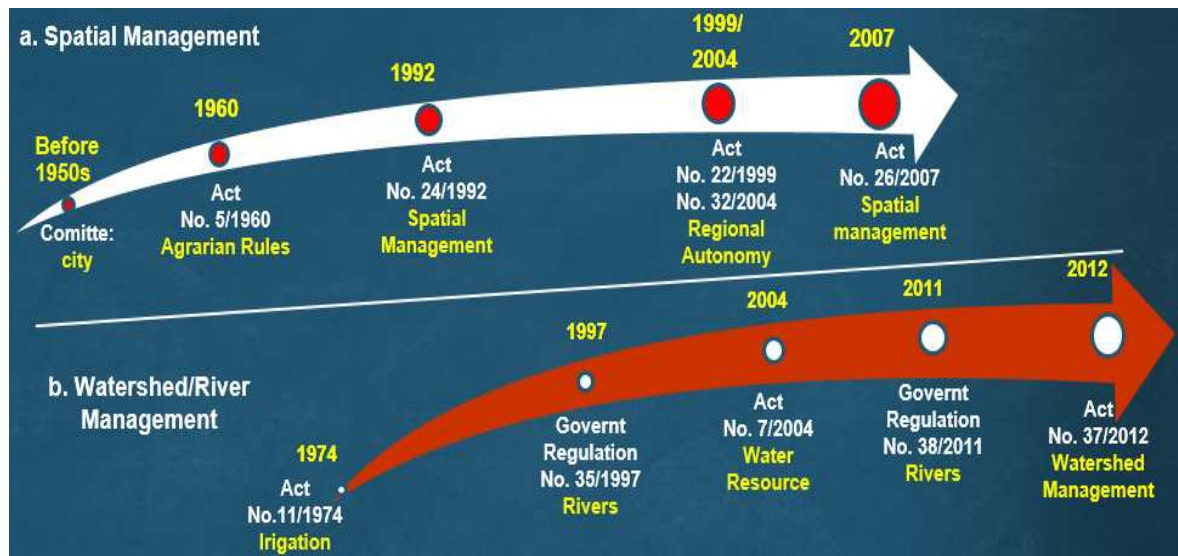 a. Spatial Management
Before
1950s
Comitte:
city
1960
Act
No. 5/1960
Agrarian Rules
1992
Act
No. 24/1992
Spatial
Management
1999/
2004
Act
No. 22/1999
No. 32/2004
Regional
Autonomy
2007
Act
No. 26/2007
Spatial
management
b. Watershed/River
Management
1974
Act
No.11/1974
Irrigation
1997
Governt
Regulation
No. 35/1997
Rivers
2004
Act
No. 7/2004
Water
Resource
2011
Governt
Regulation
No. 38/2011
Rivers
2012
Act
No. 37/2012
Watershed
Management